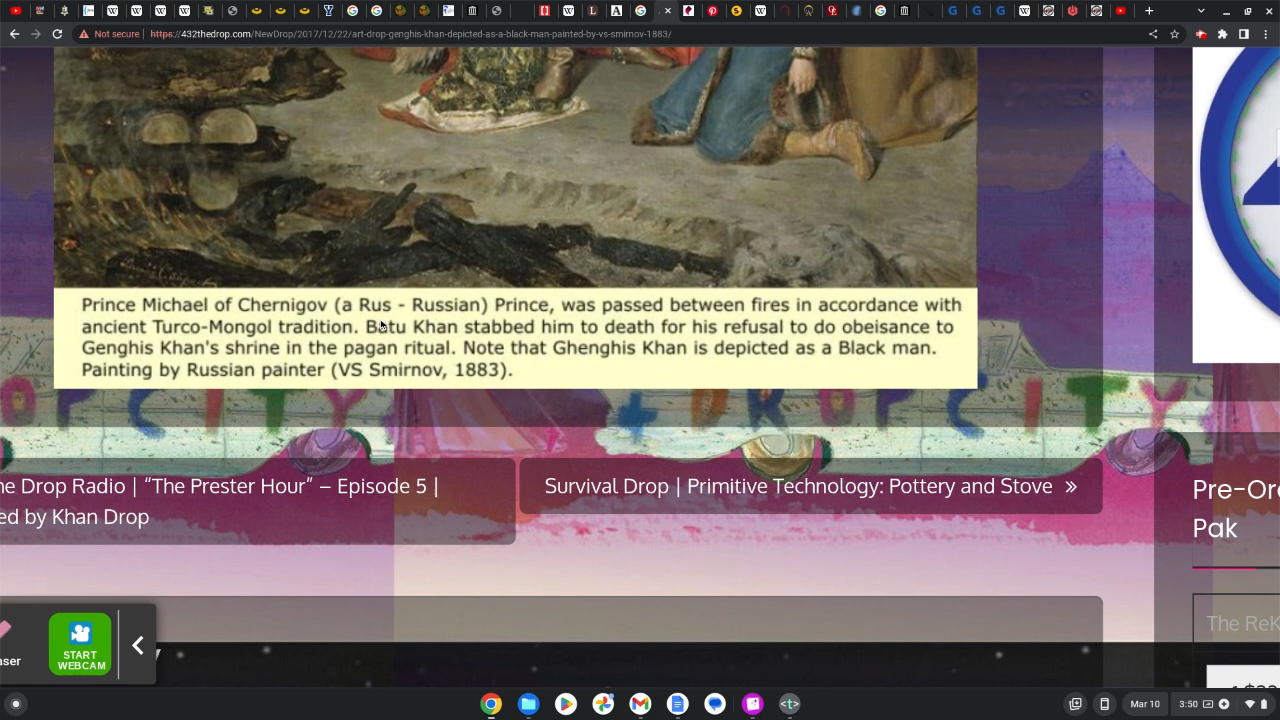 Not secure
https://432thedrop.com/NewDrop/2017/12/22/art-drop-genghis-khan-depicted-as-a-black-man-painted-by-vs-smirnov-1883/
Prince Michael of Chernigov (a Rus - Russian) Prince, was passed between fires in accordance with
ancient Turco-Mongol tradition. Batu Khan stabbed him to death for his refusal to do obeisance to
Genghis Khan's shrine in the pagan ritual. Note that Ghenghis Khan is depicted as a Black man.
Painting by Russian painter (VS Smirnov, 1883).
he Drop Radio | “The Prester Hour” – Episode 5 |
ed by Khan Drop
Survival Drop | Primitive Technology: Pottery and Stove »
Pre-Or
Pak
The ReK
aser
START
WEBCAM
Mar 10
3:50